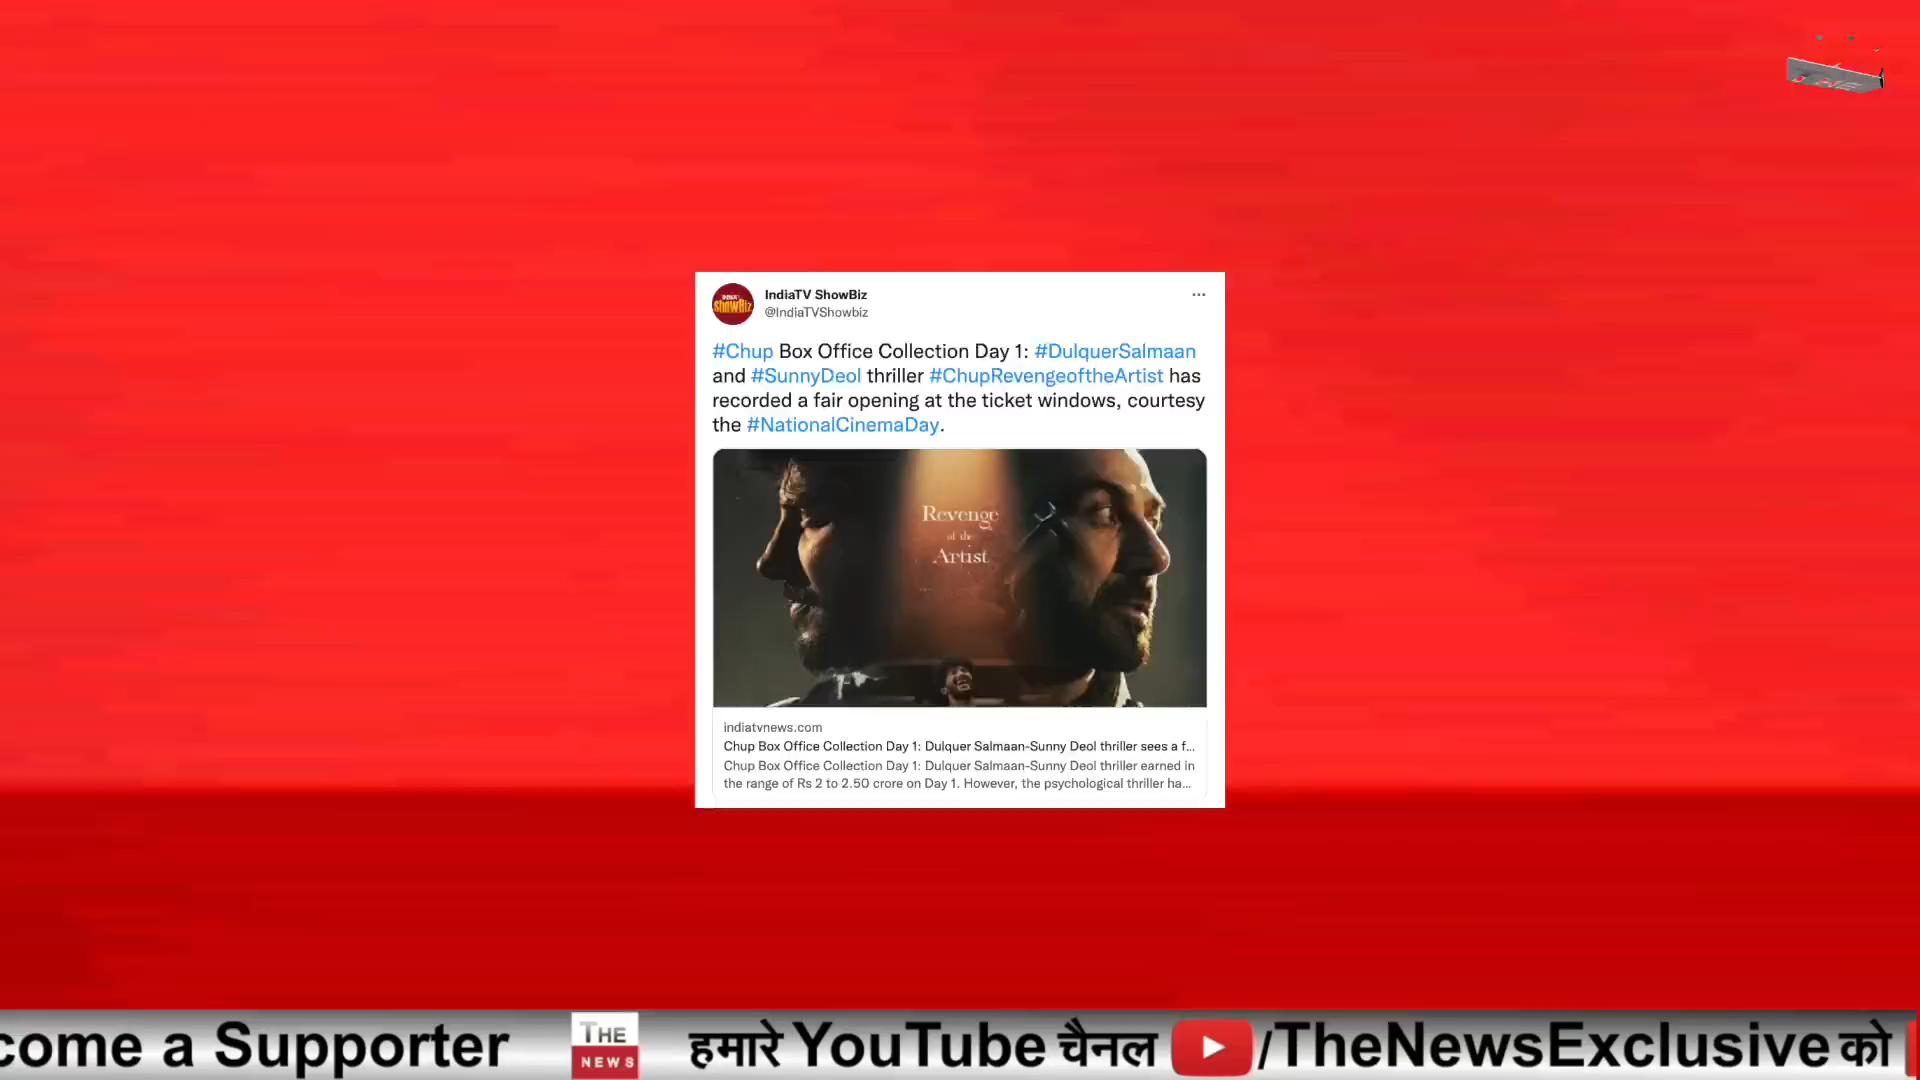 IndiaTV ShowBiz
@IndiaTVShowbiz
#Chup Box Office Collection Day 1: #DulquerSalmaan
and #SunnyDeol thriller #ChupRevengeoftheArtist has
recorded a fair opening at the ticket windows, courtesy
the #NationalCinemaDay.
Revenge
of the
Artist
indiatvnews.com
Chup Box Office Collection Day 1: Dulquer Salmaan-Sunny Deol thriller sees a f...
Chup Box Office Collection Day 1: Dulquer Salmaan-Sunny Deol thriller earned in
the range of Rs 2 to 2.50 crore on Day 1. However, the psychological thriller ha...
come a Supporter THE NEWS हमारे YouTube चैनल /TheNewsExclusive को